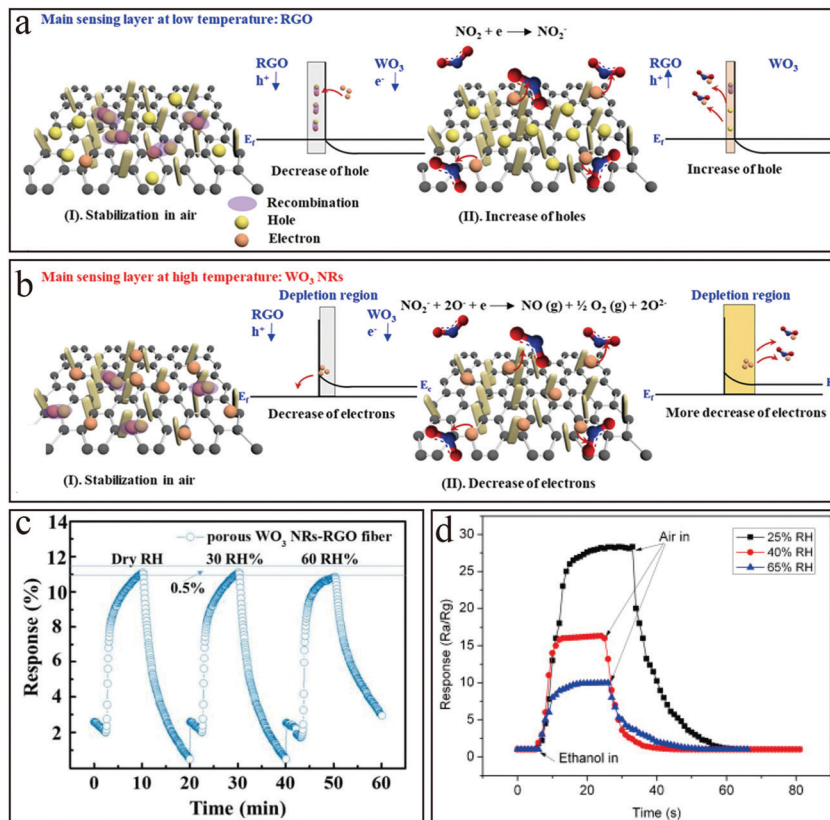 a
Main sensing layer at low temperature: RGO
NO₂ + e → NO₂⁻
RGO
h⁺
WO₃
e⁻
RGO
h⁺
WO₃
E_f
Decrease of hole
Increase of hole
(I). Stabilization in air
Recombination
Hole
Electron
(II). Increase of holes
b
Main sensing layer at high temperature: WO₃ NRs
Depletion region
RGO
h⁺
WO₃
e⁻
NO₂⁻ + 2O⁻ + e → NO (g) + ½ O₂ (g) + 2O²⁻
Depletion region
E_f
E_c
E_f
Decrease of electrons
More decrease of electrons
(I). Stabilization in air
(II). Decrease of electrons
c
14
12
10
8
6
4
2
Response (%)
porous WO₃ NRs-RGO fiber
Dry RH
30 RH%
60 RH%
0.5%
0 10 20 30 40 50 60
Time (min)
d
30
25
20
15
10
5
0
Response (Ra/Rg)
Air in
25% RH
40% RH
65% RH
Ethanol in
0 20 40 60 80
Time (s)